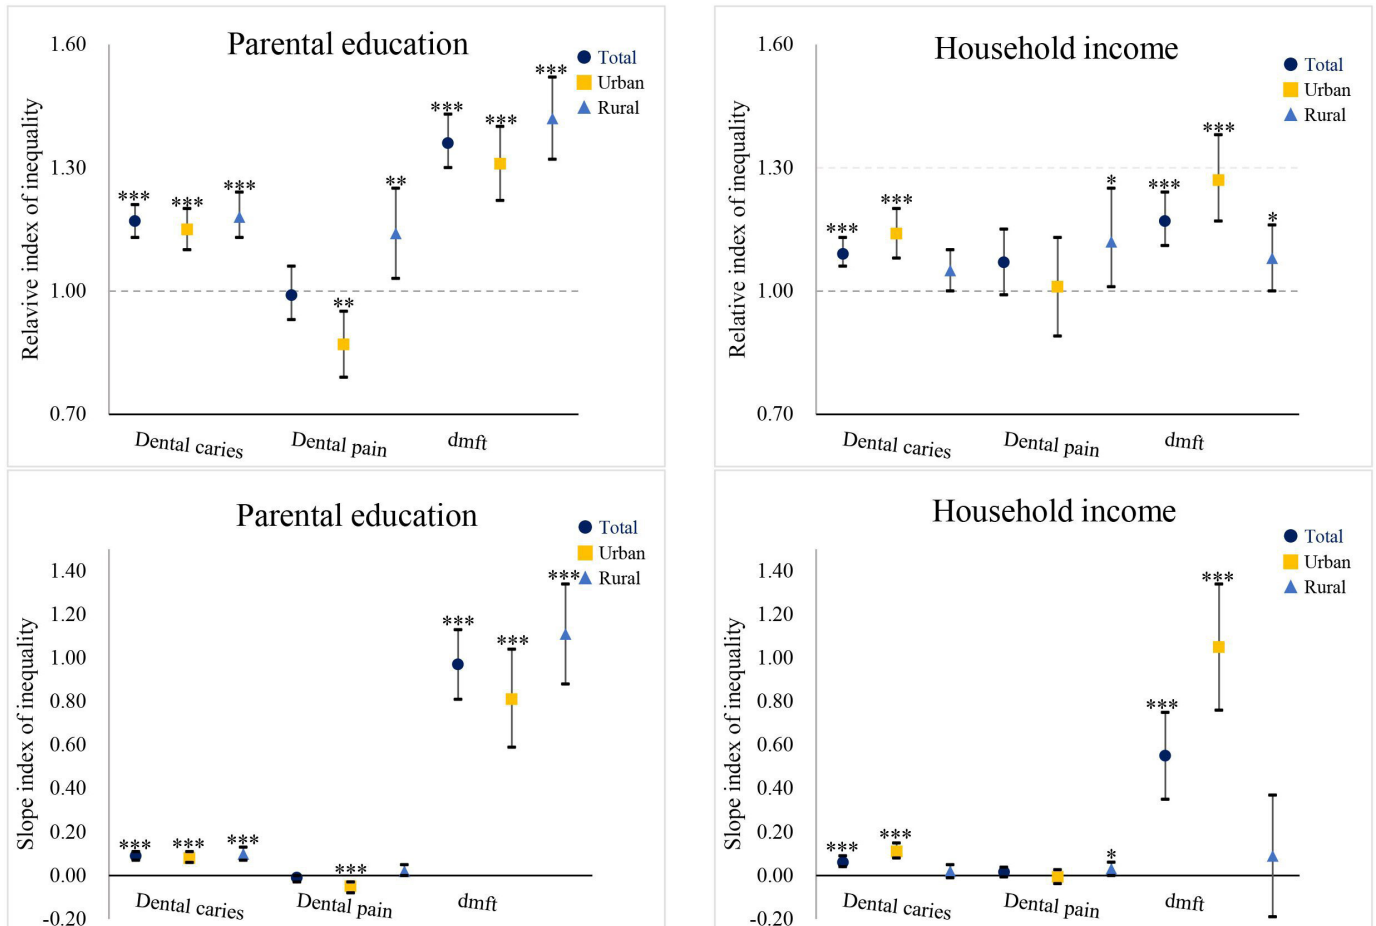 Parental education
Relavive index of inequality
1.60
1.30
1.00
0.70
Total
Urban
Rural
*** *** *** ** ** *** *** ***
Dental caries Dental pain dmft
Household income
Relative index of inequality
1.60
1.30
1.00
0.70
Total
Urban
Rural
*** *** * *** *** *
Dental caries Dental pain dmft
Parental education
Slope index of inequality
1.40
1.20
1.00
0.80
0.60
0.40
0.20
0.00
-0.20
Total
Urban
Rural
*** *** *** *** *** *** ***
Dental caries Dental pain dmft
Household income
Slope index of inequality
1.40
1.20
1.00
0.80
0.60
0.40
0.20
0.00
-0.20
Total
Urban
Rural
*** *** * *** ***
Dental caries Dental pain dmft